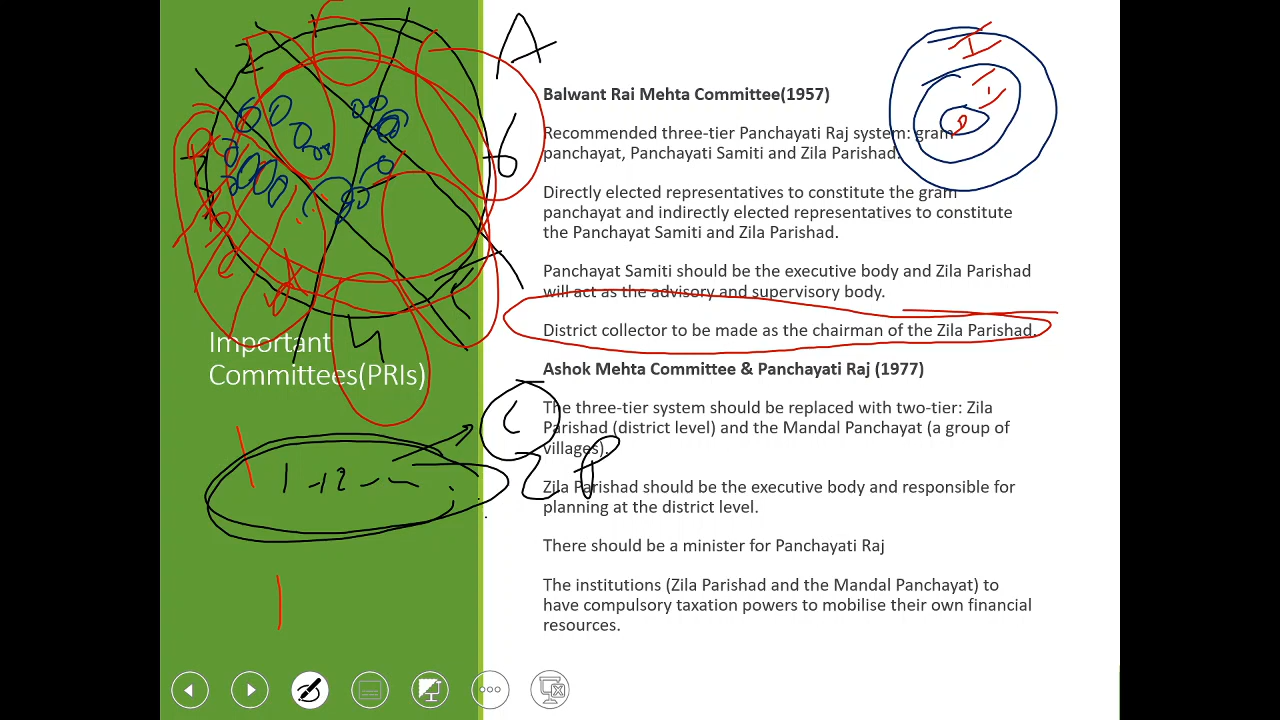 Important
Committees(PRIs)
Balwant Rai Mehta Committee(1957)
Recommended three-tier Panchayati Raj system: gram
panchayat, Panchayati Samiti and Zila Parishad.
Directly elected representatives to constitute the gram
panchayat and indirectly elected representatives to constitute
the Panchayat Samiti and Zila Parishad.
Panchayat Samiti should be the executive body and Zila Parishad
will act as the advisory and supervisory body.
District collector to be made as the chairman of the Zila Parishad.
Ashok Mehta Committee & Panchayati Raj (1977)
The three-tier system should be replaced with two-tier: Zila
Parishad (district level) and the Mandal Panchayat (a group of
villages).
Zila Parishad should be the executive body and responsible for
planning at the district level.
There should be a minister for Panchayati Raj
The institutions (Zila Parishad and the Mandal Panchayat) to
have compulsory taxation powers to mobilise their own financial
resources.
A
ZP